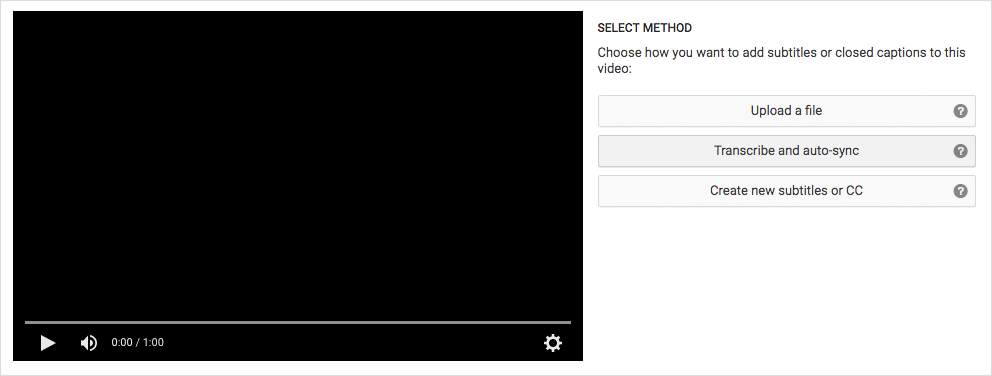 SELECT METHOD
Choose how you want to add subtitles or closed captions to this
video:
Upload a file ?
Transcribe and auto-sync ?
Create new subtitles or CC ?
0:00 / 1:00